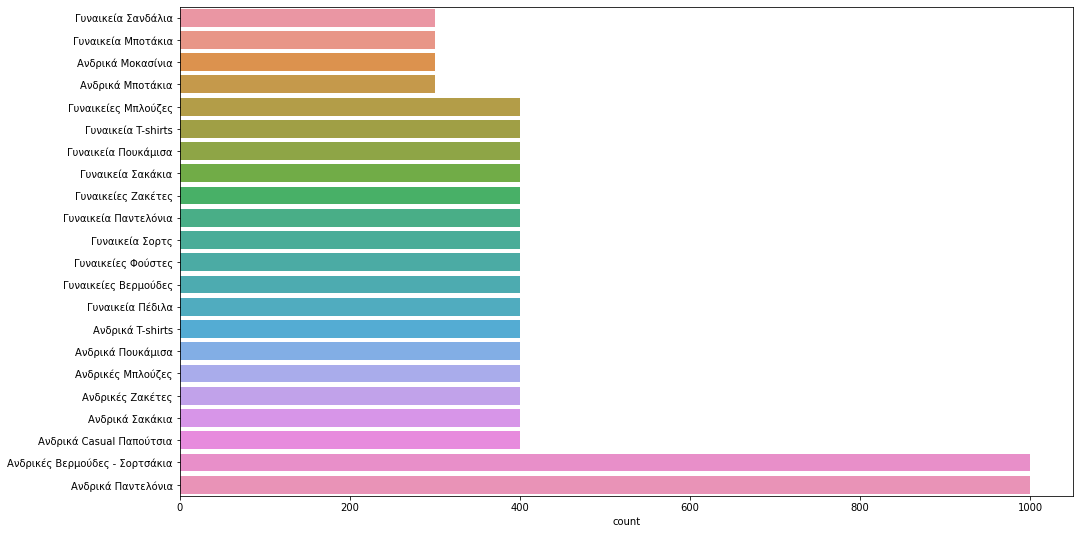 Γυναικεία Σανδάλια
Γυναικεία Μποτάκια
Ανδρικά Μοκασίνια
Ανδρικά Μποτάκια
Γυναικείες Μπλούζες
Γυναικεία T-shirts
Γυναικεία Πουκάμισα
Γυναικεία Σακάκια
Γυναικείες Ζακέτες
Γυναικεία Παντελόνια
Γυναικεία Σορτς
Γυναικείες Φούστες
Γυναικείες Βερμούδες
Γυναικεία Πέδιλα
Ανδρικά T-shirts
Ανδρικά Πουκάμισα
Ανδρικές Μπλούζες
Ανδρικές Ζακέτες
Ανδρικά Σακάκια
Ανδρικά Casual Παπούτσια
Ανδρικές Βερμούδες - Σορτσάκια
Ανδρικά Παντελόνια
0 200 400 600 800 1000
count